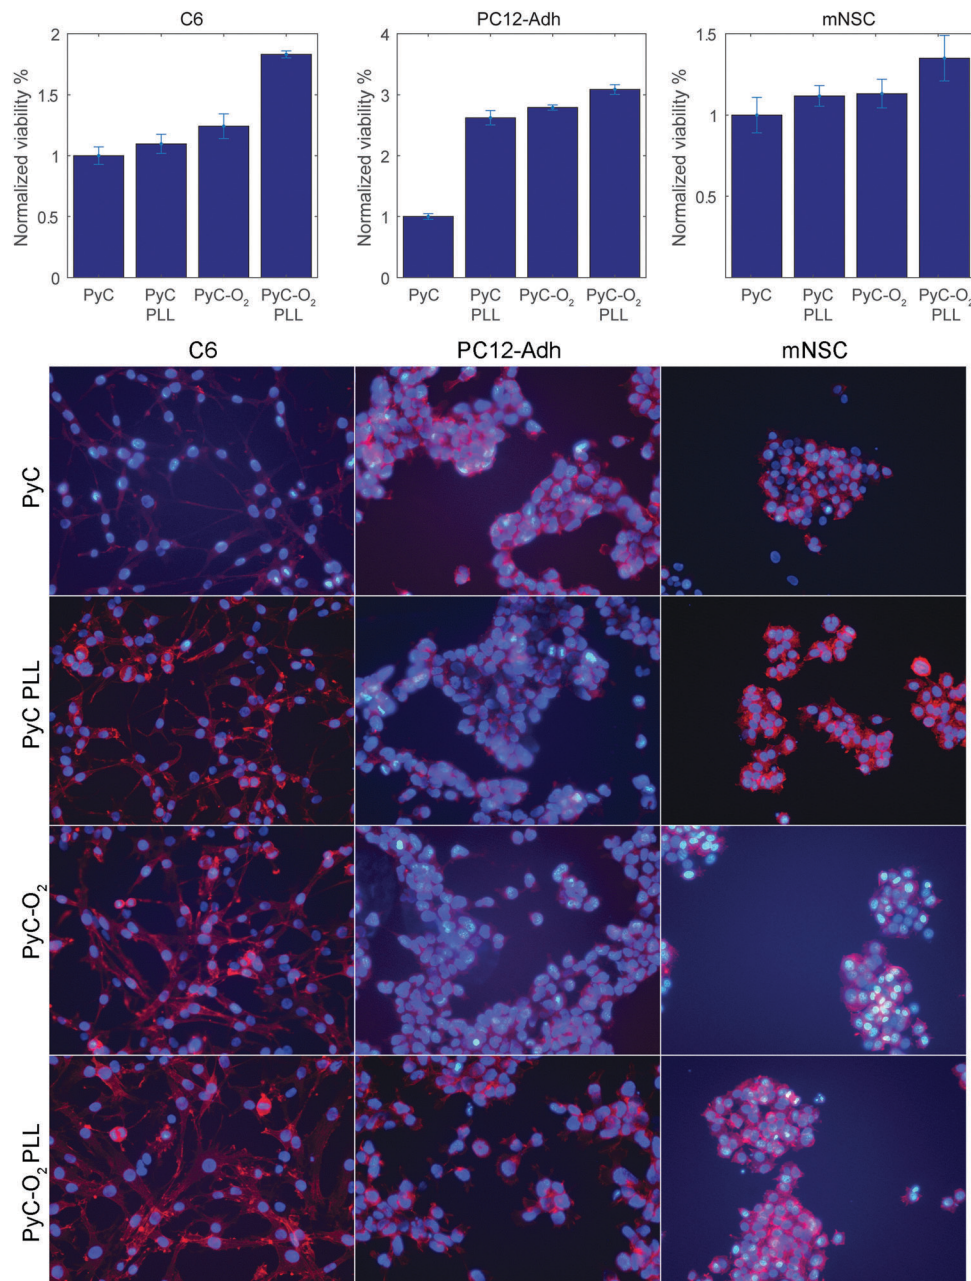 C6
PC12-Adh
mNSC
Normalized viability %
2
1.5
1
0.5
0
PyC
PyC PLL
PyC-O₂
PyC-O₂ PLL
Normalized viability %
4
3
2
1
0
PyC
PyC PLL
PyC-O₂
PyC-O₂ PLL
Normalized viability %
1.5
1
0.5
PyC
PyC PLL
PyC-O₂
PyC-O₂ PLL
C6
PC12-Adh
mNSC
PyC
PyC PLL
PyC-O₂
PyC-O₂ PLL